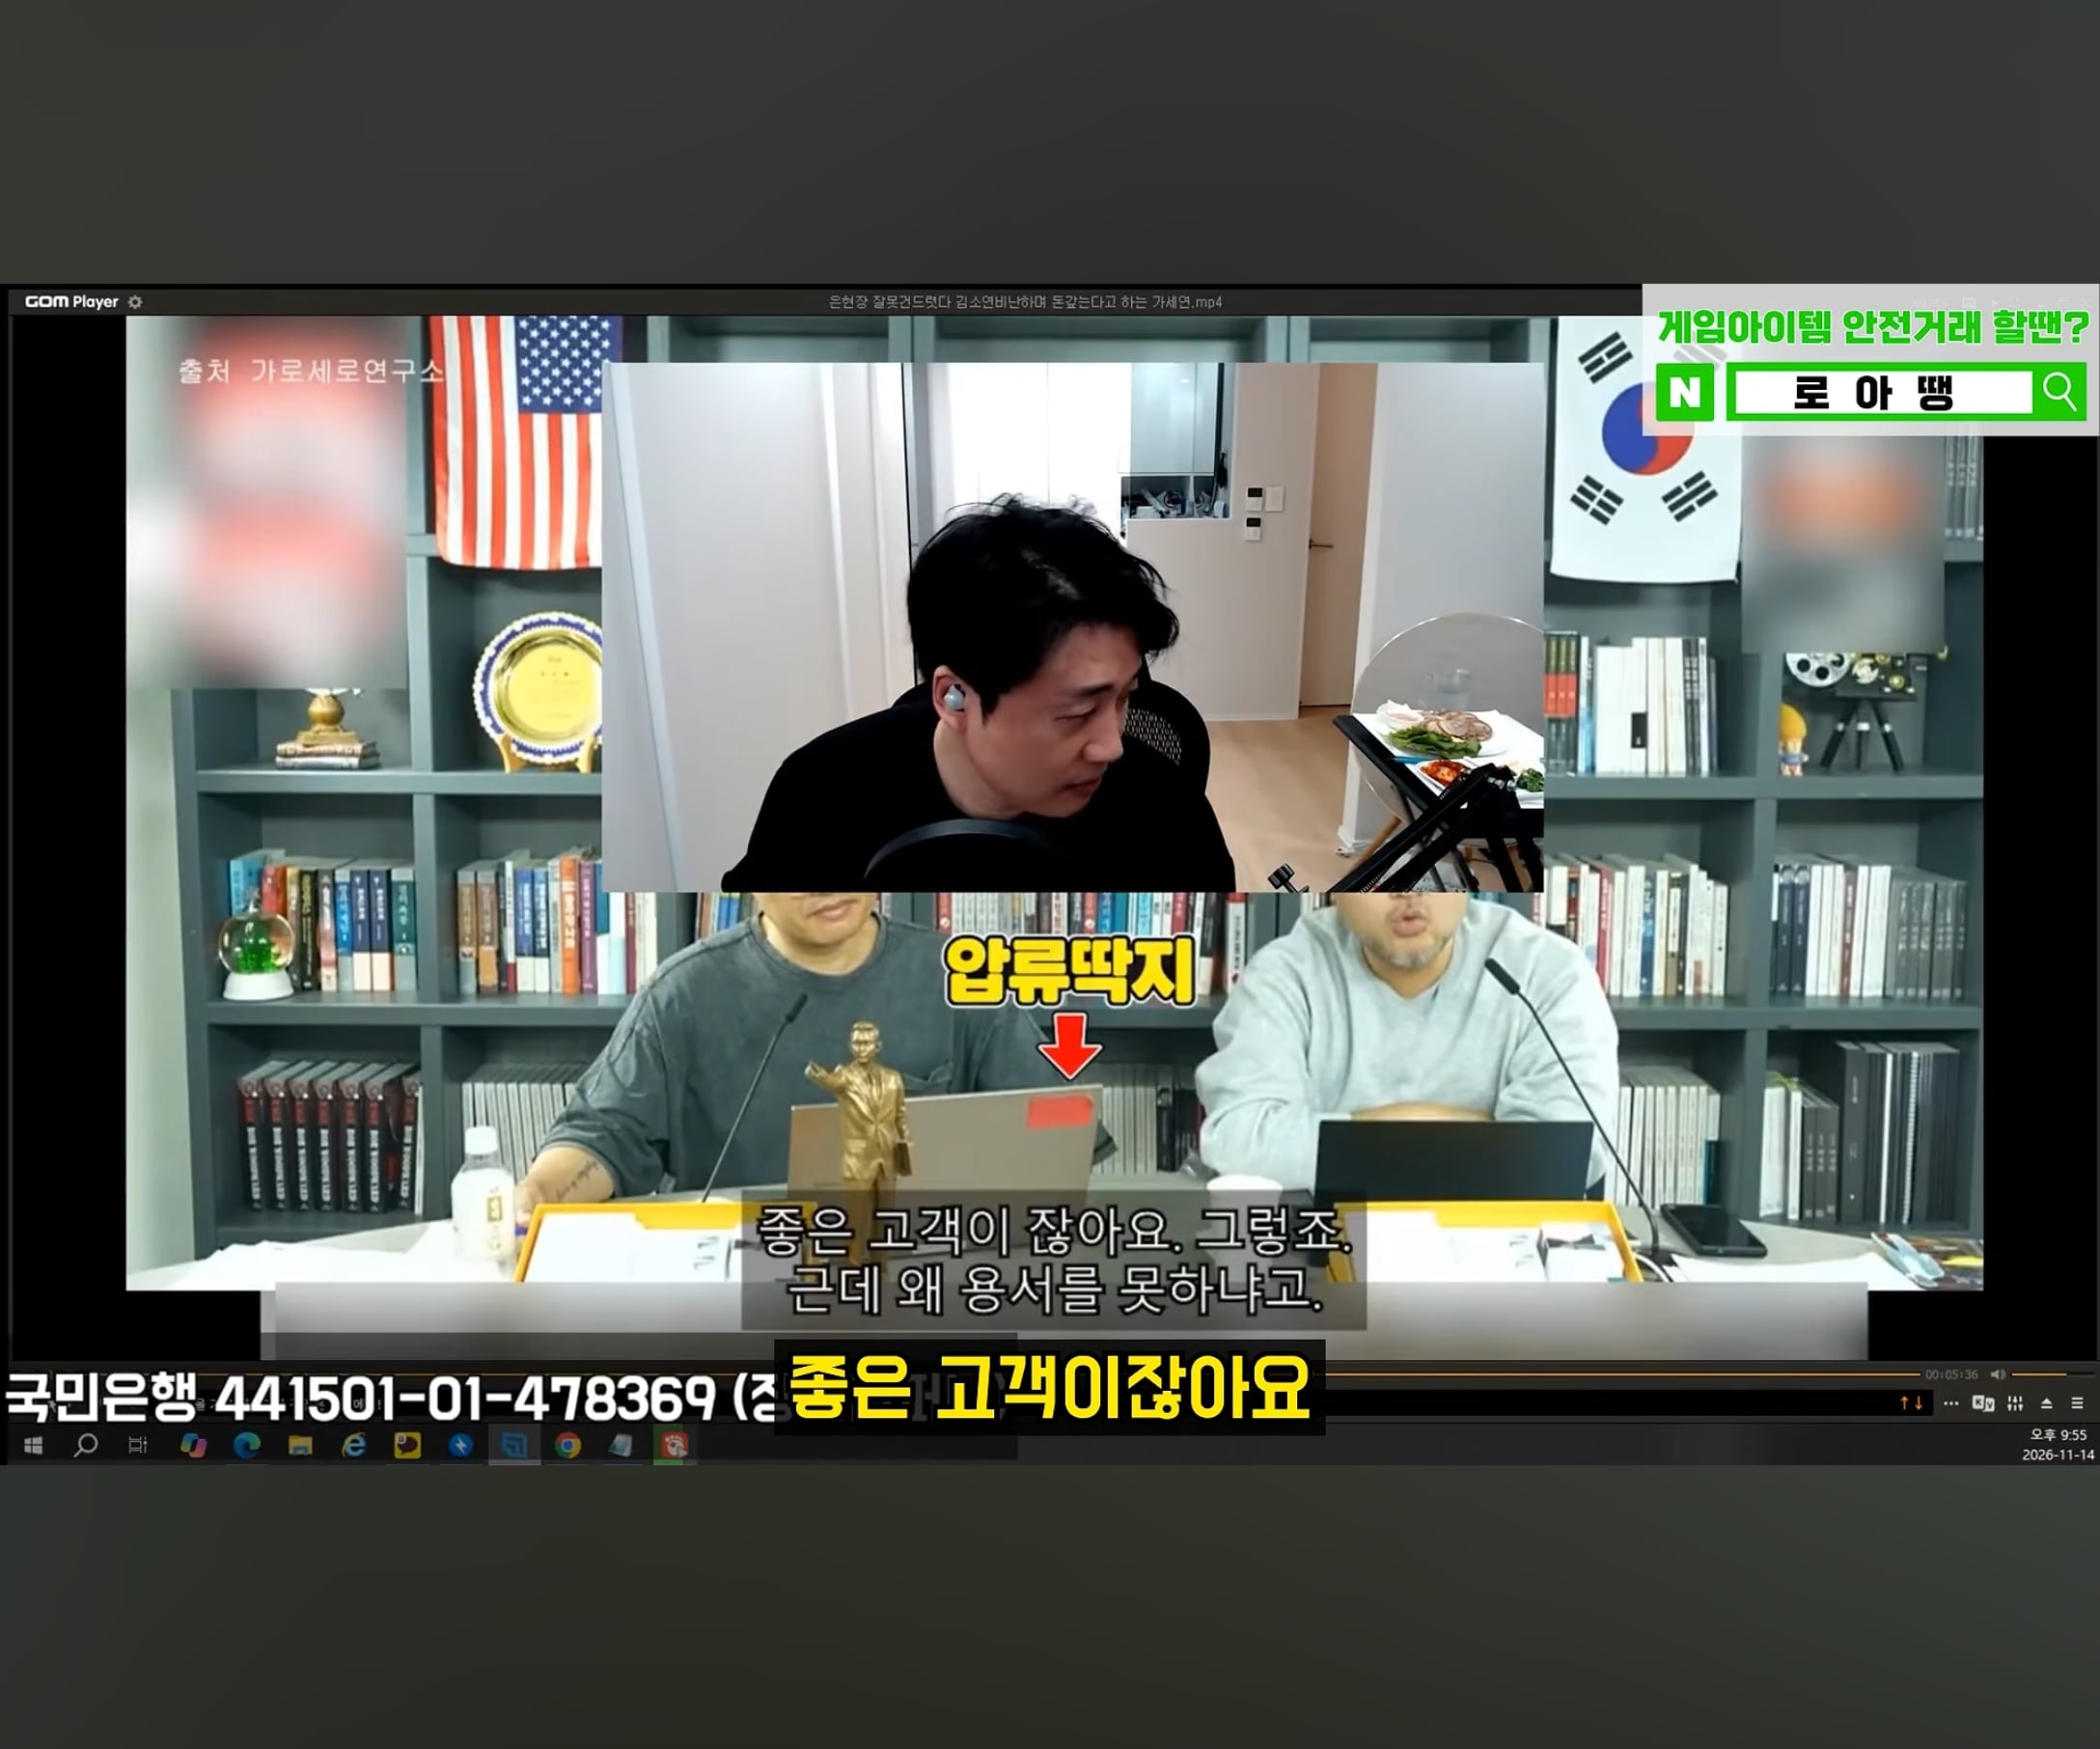 GOM Player
은현장 잘못건드렷다 김소연비난하며 돈갚는다고 하는 가세연.mp4
게임아이템 안전거래 할땐?
N 로아땡
출처 가로세로연구소
압류딱지
좋은 고객이 잖아요. 그렇죠.
근데 왜 용서를 못하냐고.
좋은 고객이잖아요
국민은행 441501-01-478369
00:05:36
오후 9:55
2026-11-14